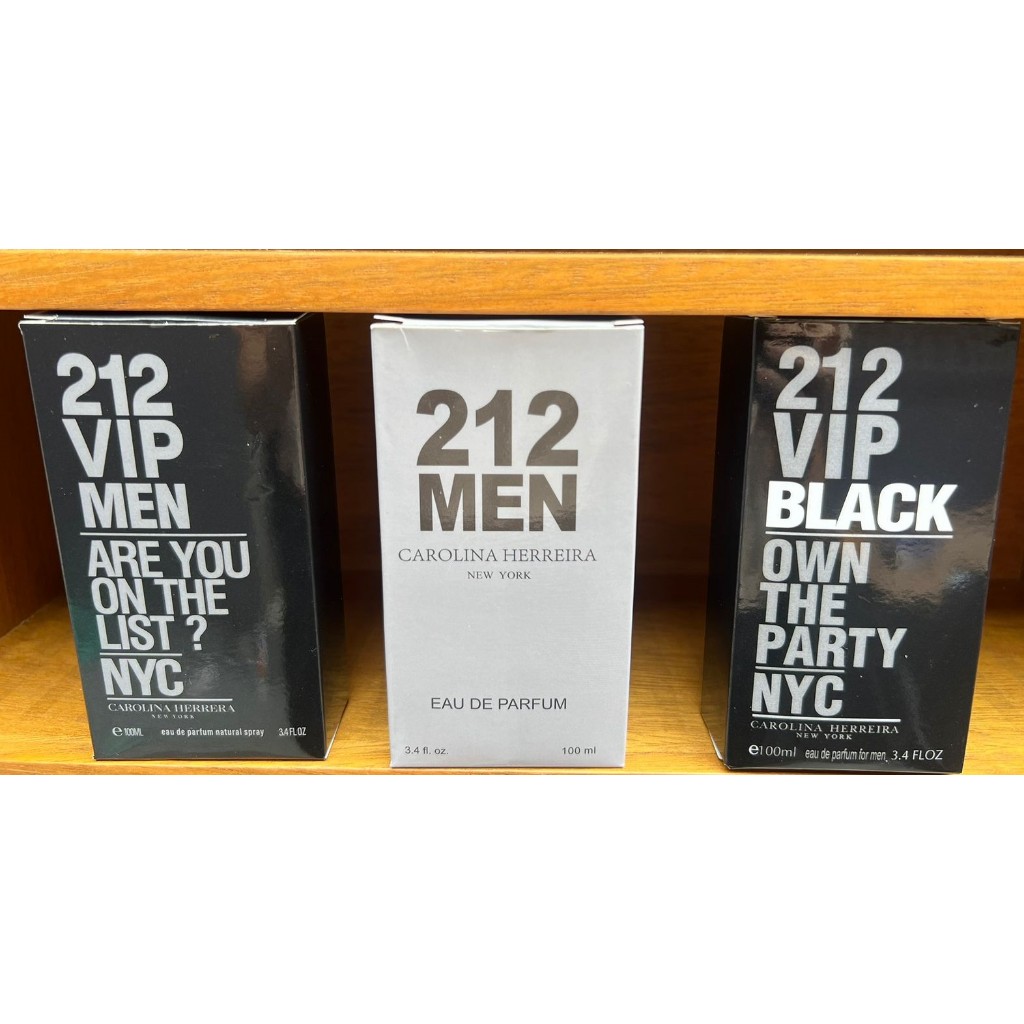 212
VIP
MEN
ARE YOU
ON THE
LIST ?
NYC
CAROLINA HERRERA
NEW YORK
e 100ML eau de parfum natural spray 3.4 FL OZ
212
MEN
CAROLINA HERREIRA
NEW YORK
EAU DE PARFUM
3.4 fl. oz. 100 ml
212
VIP
BLACK
OWN
THE
PARTY
NYC
CAROLINA HERREIRA
NEW YORK
e100ml eau de parfum for men, 3.4 FLOZ